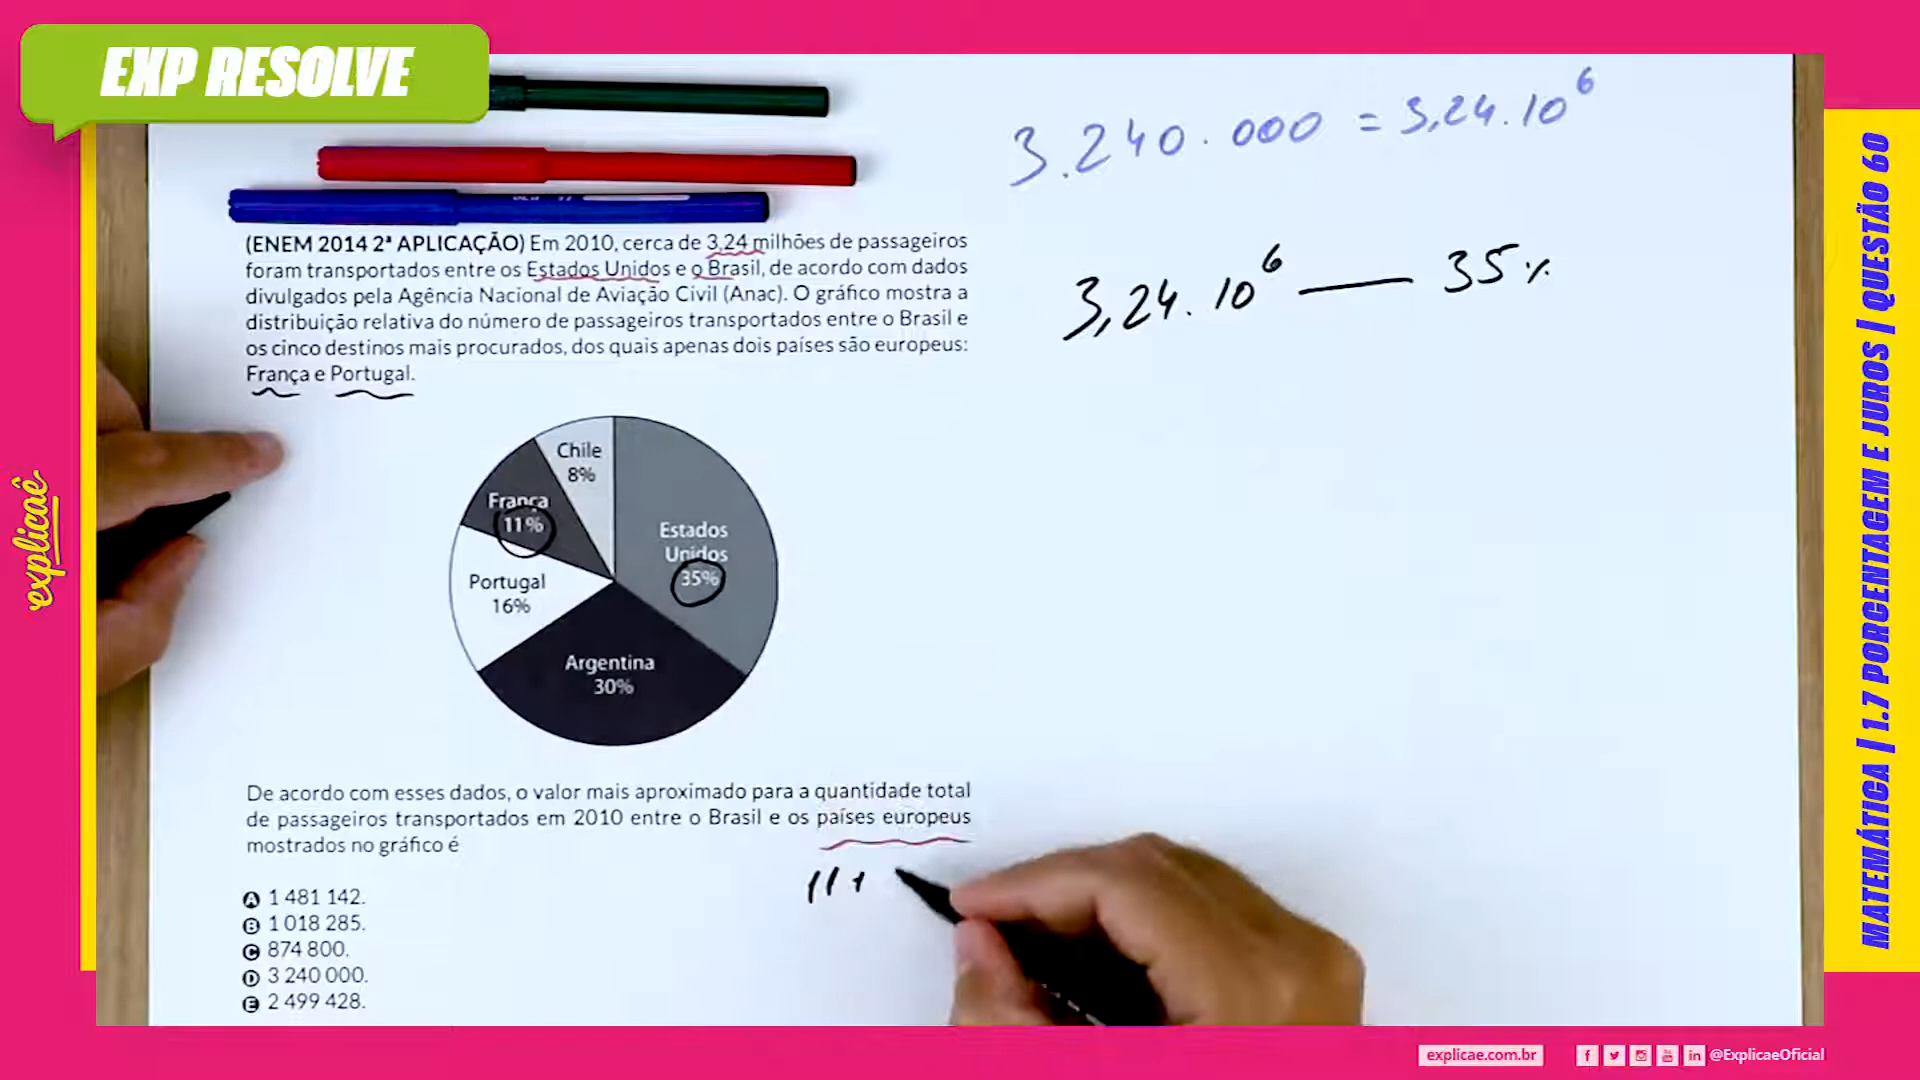 EXP RESOLVE
3.240.000 = 3,24.10⁶
3,24.10⁶ — 35%
(ENEM 2014 2ª APLICAÇÃO) Em 2010, cerca de 3,24 milhões de passageiros
foram transportados entre os Estados Unidos e o Brasil, de acordo com dados
divulgados pela Agência Nacional de Aviação Civil (Anac). O gráfico mostra a
distribuição relativa do número de passageiros transportados entre o Brasil e
os cinco destinos mais procurados, dos quais apenas dois países são europeus:
França e Portugal.
Chile
8%
França
11%
Estados
Unidos
35%
Portugal
16%
Argentina
30%
De acordo com esses dados, o valor mais aproximado para a quantidade total
de passageiros transportados em 2010 entre o Brasil e os países europeus
mostrados no gráfico é
11+
A 1 481 142.
B 1 018 285.
C 874 800.
D 3 240 000.
E 2 499 428.
explicaê
MATEMÁTICA | 1.7 PORCENTAGEM E JUROS | QUESTÃO 60
explicae.com.br
@ExplicaeOficial